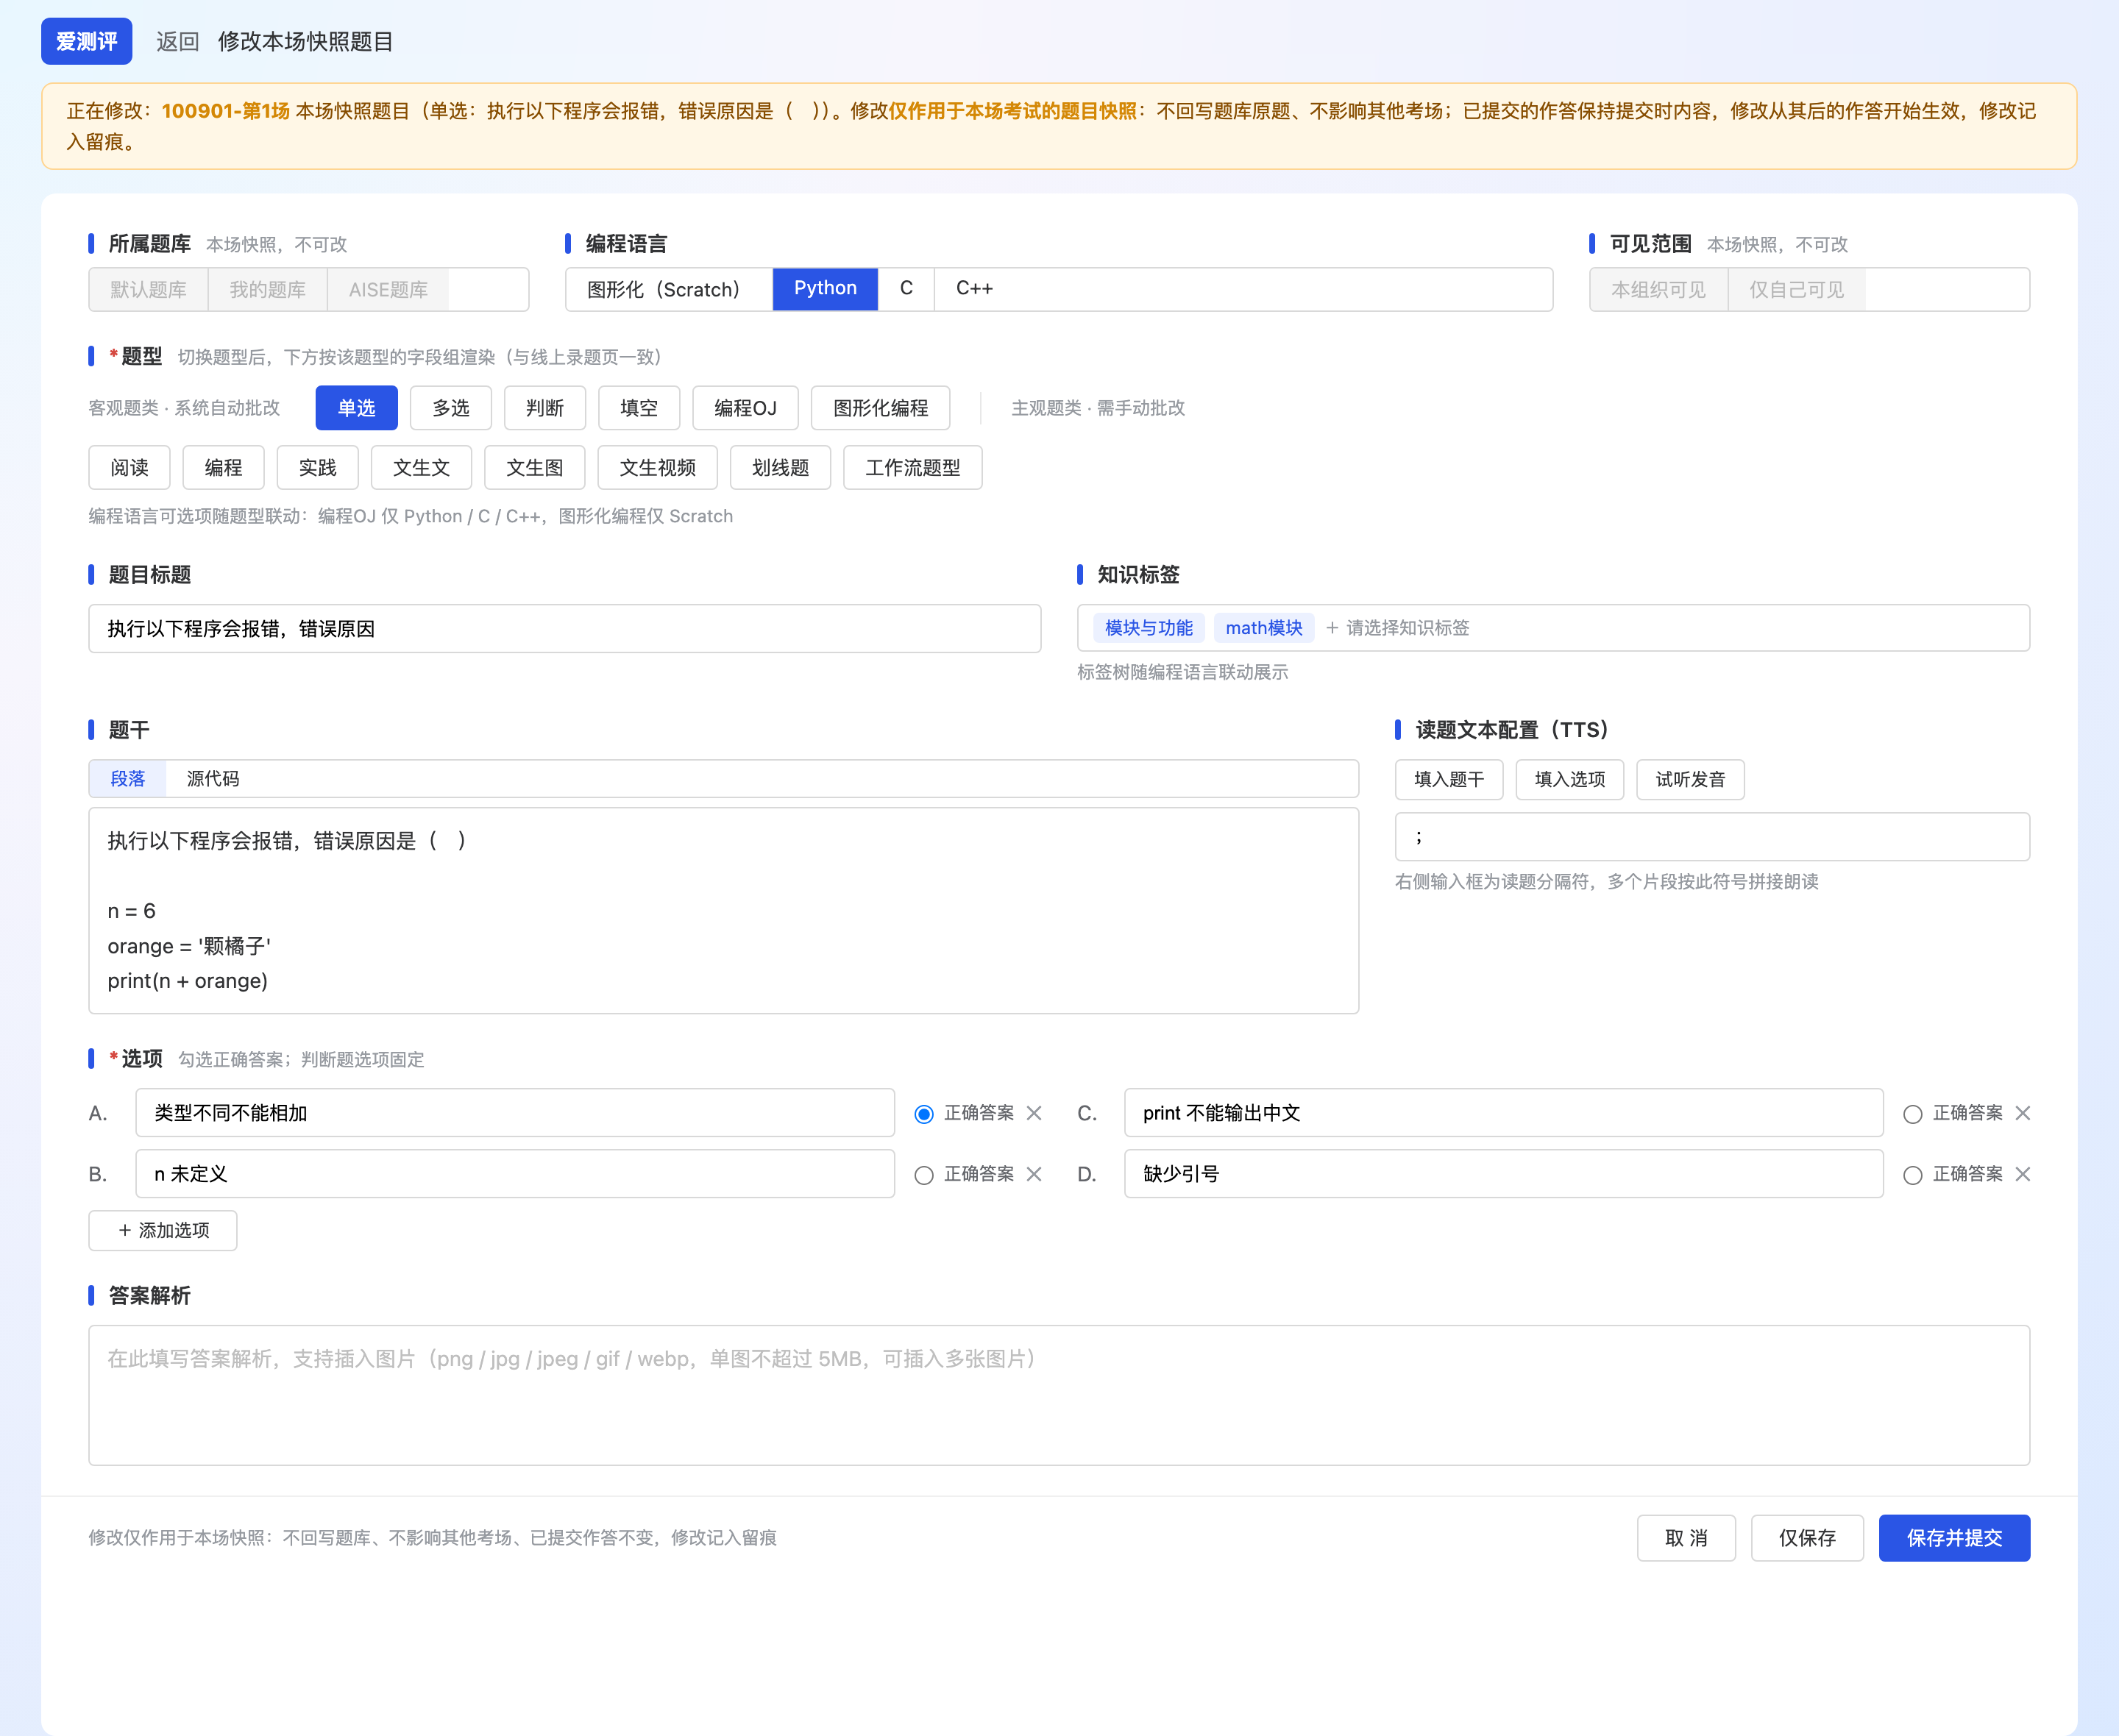 爱测评 返回 修改本场快照题目
正在修改：100901-第1场 本场快照题目（单选：执行以下程序会报错，错误原因是（　））。修改仅作用于本场考试的题目快照：不回写题库原题、不影响其他考场；已提交的作答保持提交时内容，修改从其后的作答开始生效，修改记
入留痕。
所属题库 本场快照，不可改
默认题库 我的题库 AISE题库
编程语言
图形化（Scratch） Python C C++
可见范围 本场快照，不可改
本组织可见 仅自己可见
*题型 切换题型后，下方按该题型的字段组渲染（与线上录题页一致）
客观题类 · 系统自动批改 单选 多选 判断 填空 编程OJ 图形化编程 主观题类 · 需手动批改
阅读 编程 实践 文生文 文生图 文生视频 划线题 工作流题型
编程语言可选项随题型联动：编程OJ 仅 Python / C / C++，图形化编程仅 Scratch
题目标题
执行以下程序会报错，错误原因
知识标签
模块与功能 math模块 + 请选择知识标签
标签树随编程语言联动展示
题干
段落 源代码
执行以下程序会报错，错误原因是（　）
n = 6
orange = '颗橘子'
print(n + orange)
读题文本配置（TTS）
填入题干 填入选项 试听发音
；
右侧输入框为读题分隔符，多个片段按此符号拼接朗读
*选项 勾选正确答案；判断题选项固定
A. 类型不同不能相加 正确答案 ✕ C. print 不能输出中文 正确答案 ✕
B. n 未定义 正确答案 ✕ D. 缺少引号 正确答案 ✕
+ 添加选项
答案解析
在此填写答案解析，支持插入图片（png / jpg / jpeg / gif / webp，单图不超过 5MB，可插入多张图片）
修改仅作用于本场快照：不回写题库、不影响其他考场、已提交作答不变，修改记入留痕
取 消 仅保存 保存并提交